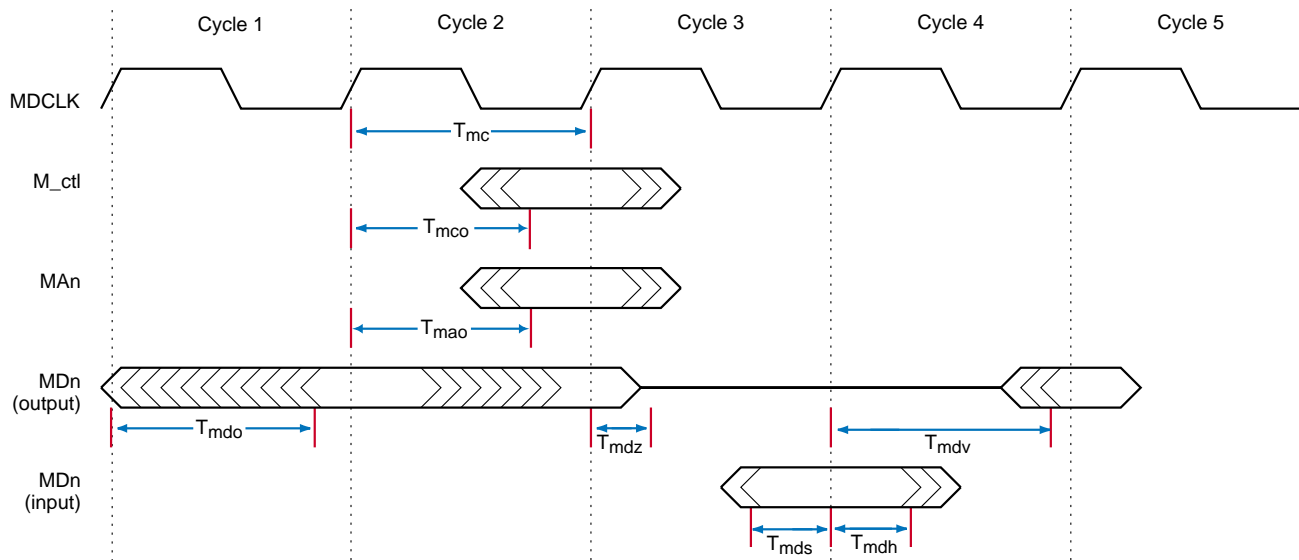 Cycle 1 Cycle 2 Cycle 3 Cycle 4 Cycle 5
MDCLK
Tmc
M_ctl
Tmco
MAn
Tmao
MDn
(output)
Tmdo Tmdz Tmdv
MDn
(input)
Tmds Tmdh